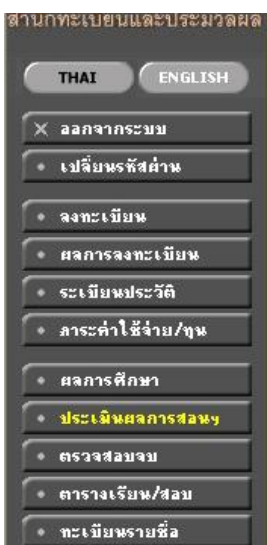 สำนักทะเบียนและประมวลผล
THAI ENGLISH
ออกจากระบบ
เปลี่ยนรหัสผ่าน
ลงทะเบียน
ผลการลงทะเบียน
ระเบียนประวัติ
ภาระค่าใช้จ่าย/ทุน
ผลการศึกษา
ประเมินผลการสอนฯ
ตรวจสอบจบ
ตารางเรียน/สอบ
ทะเบียนรายชื่อ